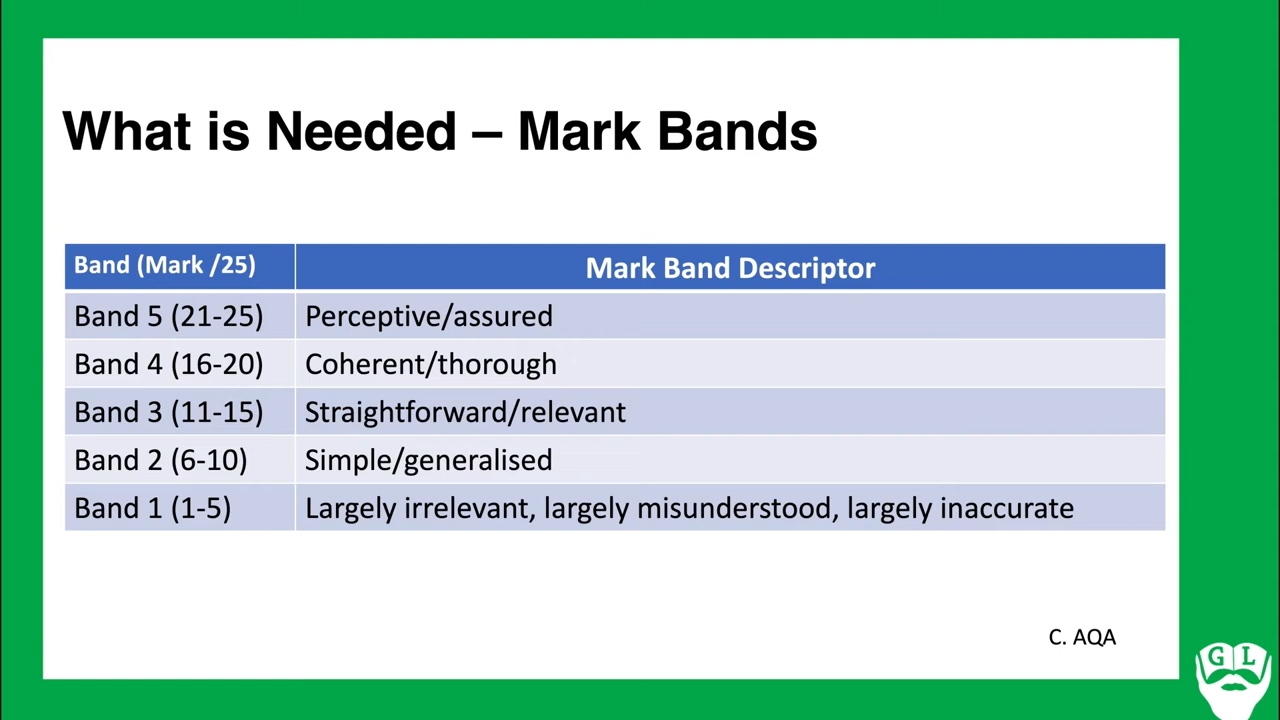 What is Needed – Mark Bands
Band (Mark /25) Mark Band Descriptor
Band 5 (21-25) Perceptive/assured
Band 4 (16-20) Coherent/thorough
Band 3 (11-15) Straightforward/relevant
Band 2 (6-10) Simple/generalised
Band 1 (1-5) Largely irrelevant, largely misunderstood, largely inaccurate
C. AQA
G L